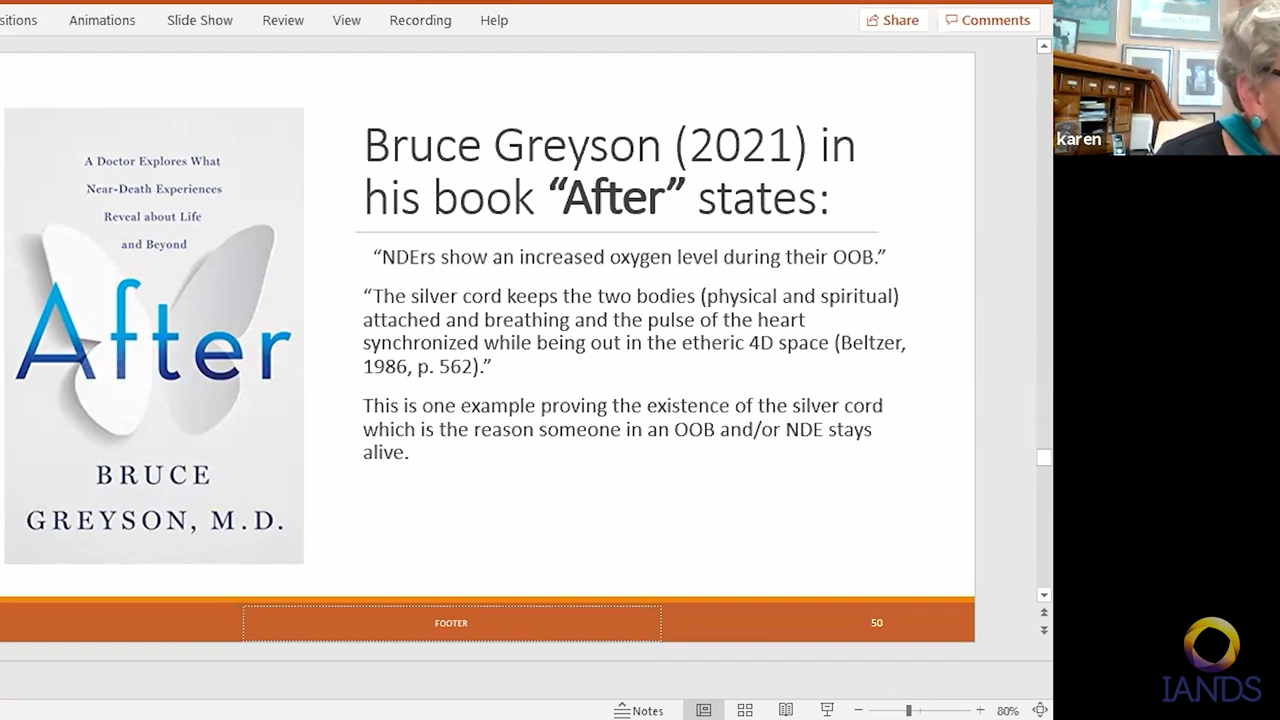 sitions Animations Slide Show Review View Recording Help Share Comments
A Doctor Explores What
Near-Death Experiences
Reveal about Life
and Beyond
After
BRUCE
GREYSON, M.D.
Bruce Greyson (2021) in
his book “After” states:
“NDErs show an increased oxygen level during their OOB.”
“The silver cord keeps the two bodies (physical and spiritual)
attached and breathing and the pulse of the heart
synchronized while being out in the etheric 4D space (Beltzer,
1986, p. 562).”
This is one example proving the existence of the silver cord
which is the reason someone in an OOB and/or NDE stays
alive.
FOOTER
50
karen
IANDS
Notes
80%